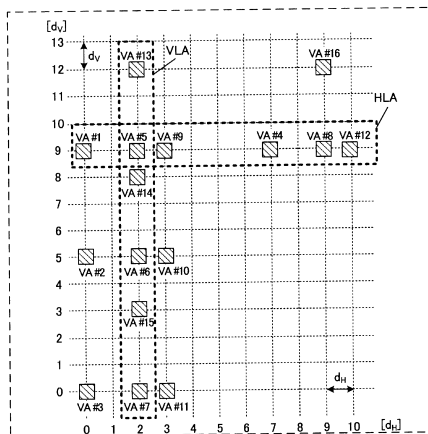 [dV]
13
dV
VA #13
VLA
VA #16
12
11
10
HLA
VA #1
VA #5
VA #9
VA #4
VA #8
VA #12
9
8
VA #14
7
6
5
VA #2
VA #6
VA #10
4
3
VA #15
2
1
dH
0
VA #3
VA #7
VA #11
0 1 2 3 4 5 6 7 8 9 10
[dH]